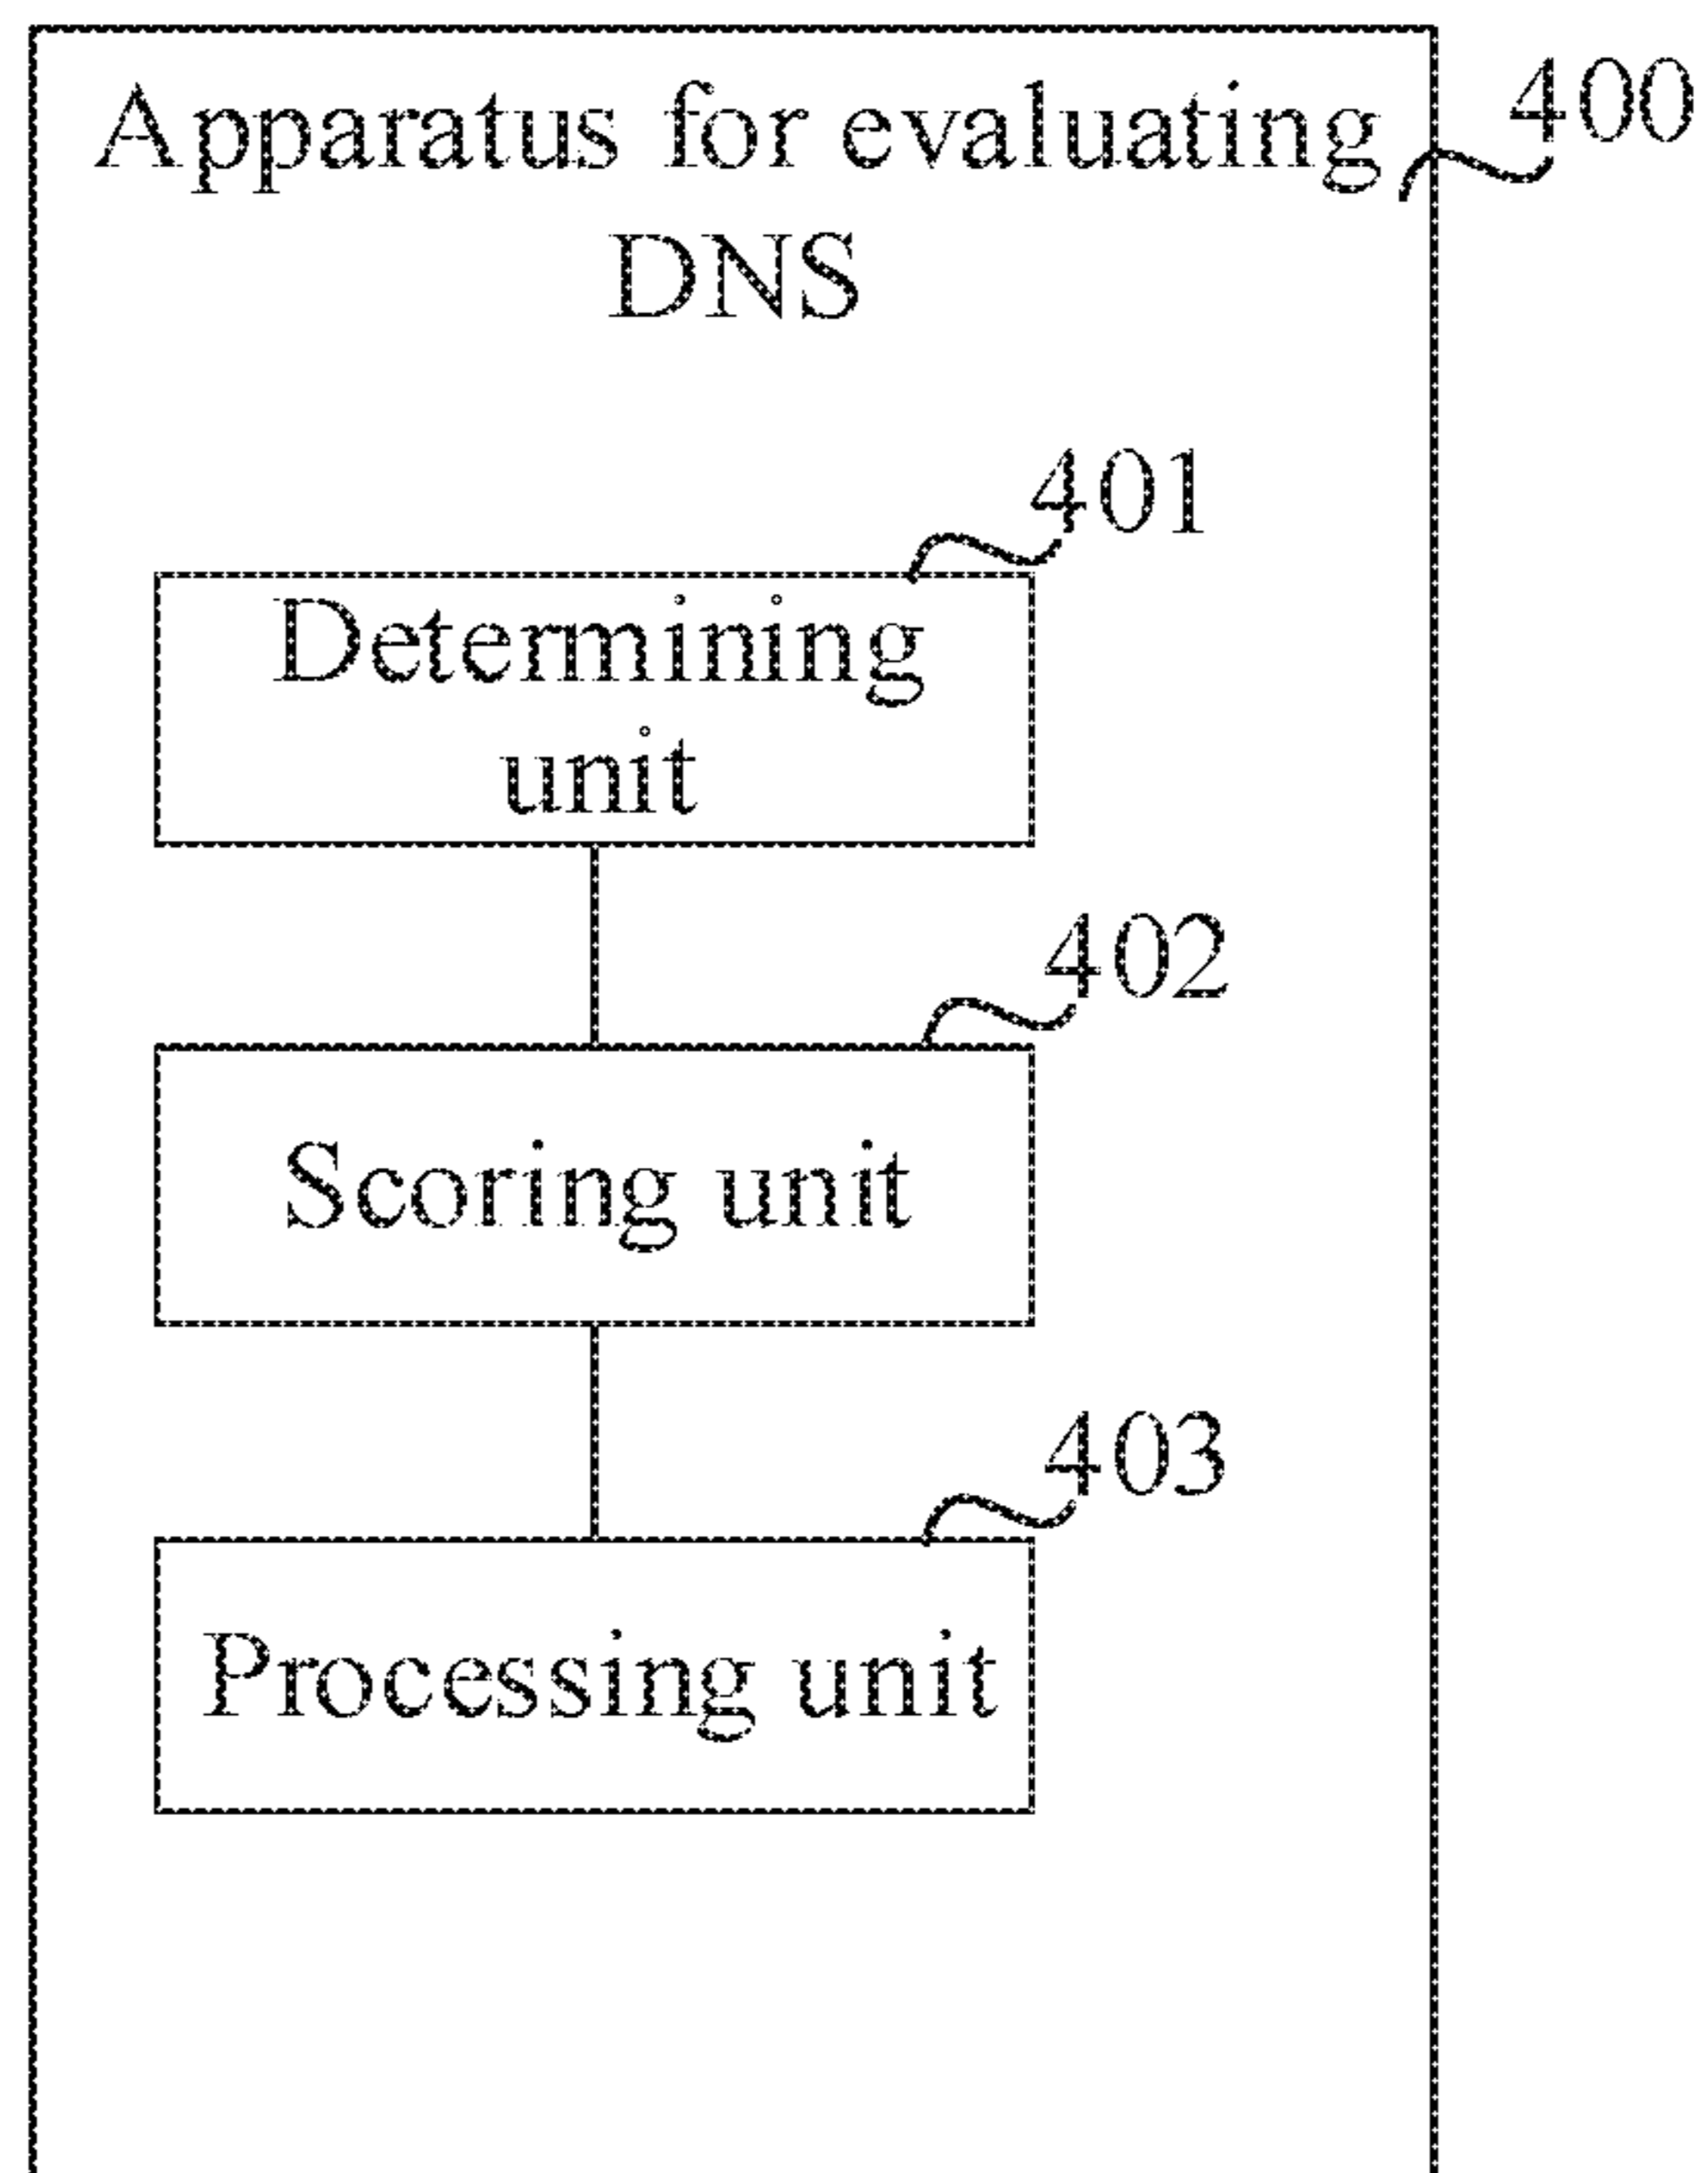 Apparatus for evaluating 400
DNS
401
Determining
unit
402
Scoring unit
403
Processing unit